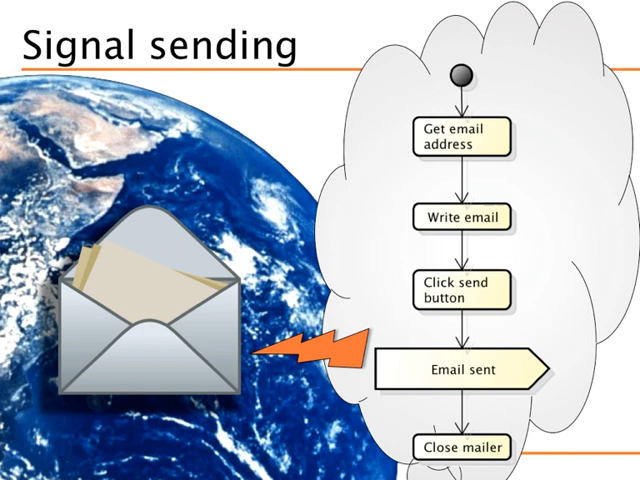 Signal sending
Get email
address
Write email
Click send
button
Email sent
Close mailer